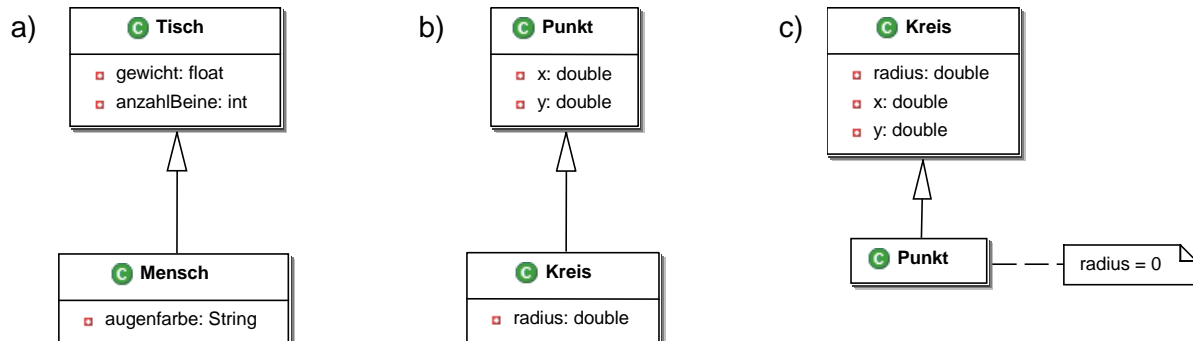 a)
C Tisch
gewicht: float
anzahlBeine: int
C Mensch
augenfarbe: String
b)
C Punkt
x: double
y: double
C Kreis
radius: double
c)
C Kreis
radius: double
x: double
y: double
C Punkt
radius = 0